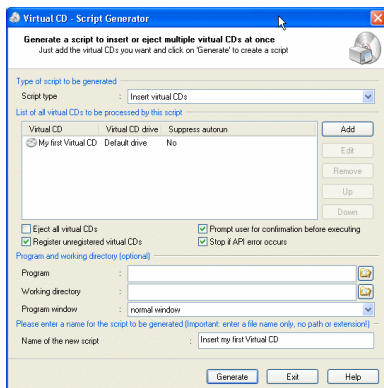 Virtual CD - Script Generator
Generate a script to insert or eject multiple virtual CDs at once
Just add the virtual CDs you want and click on 'Generate' to create a script
Type of script to be generated
Script type : Insert virtual CDs
List of all virtual CDs to be processed by this script
Virtual CD Virtual CD drive Suppress autorun
My first Virtual CD Default drive No
Add
Edit
Remove
Up
Down
Eject all virtual CDs Prompt user for confirmation before executing
Register unregistered virtual CDs Stop if API error occurs
Program and working directory (optional)
Program :
Working directory :
Program window : normal window
Please enter a name for the script to be generated (Important: enter a file name only, no path or extension!)
Name of the new script : Insert my first Virtual CD
Generate Exit Help